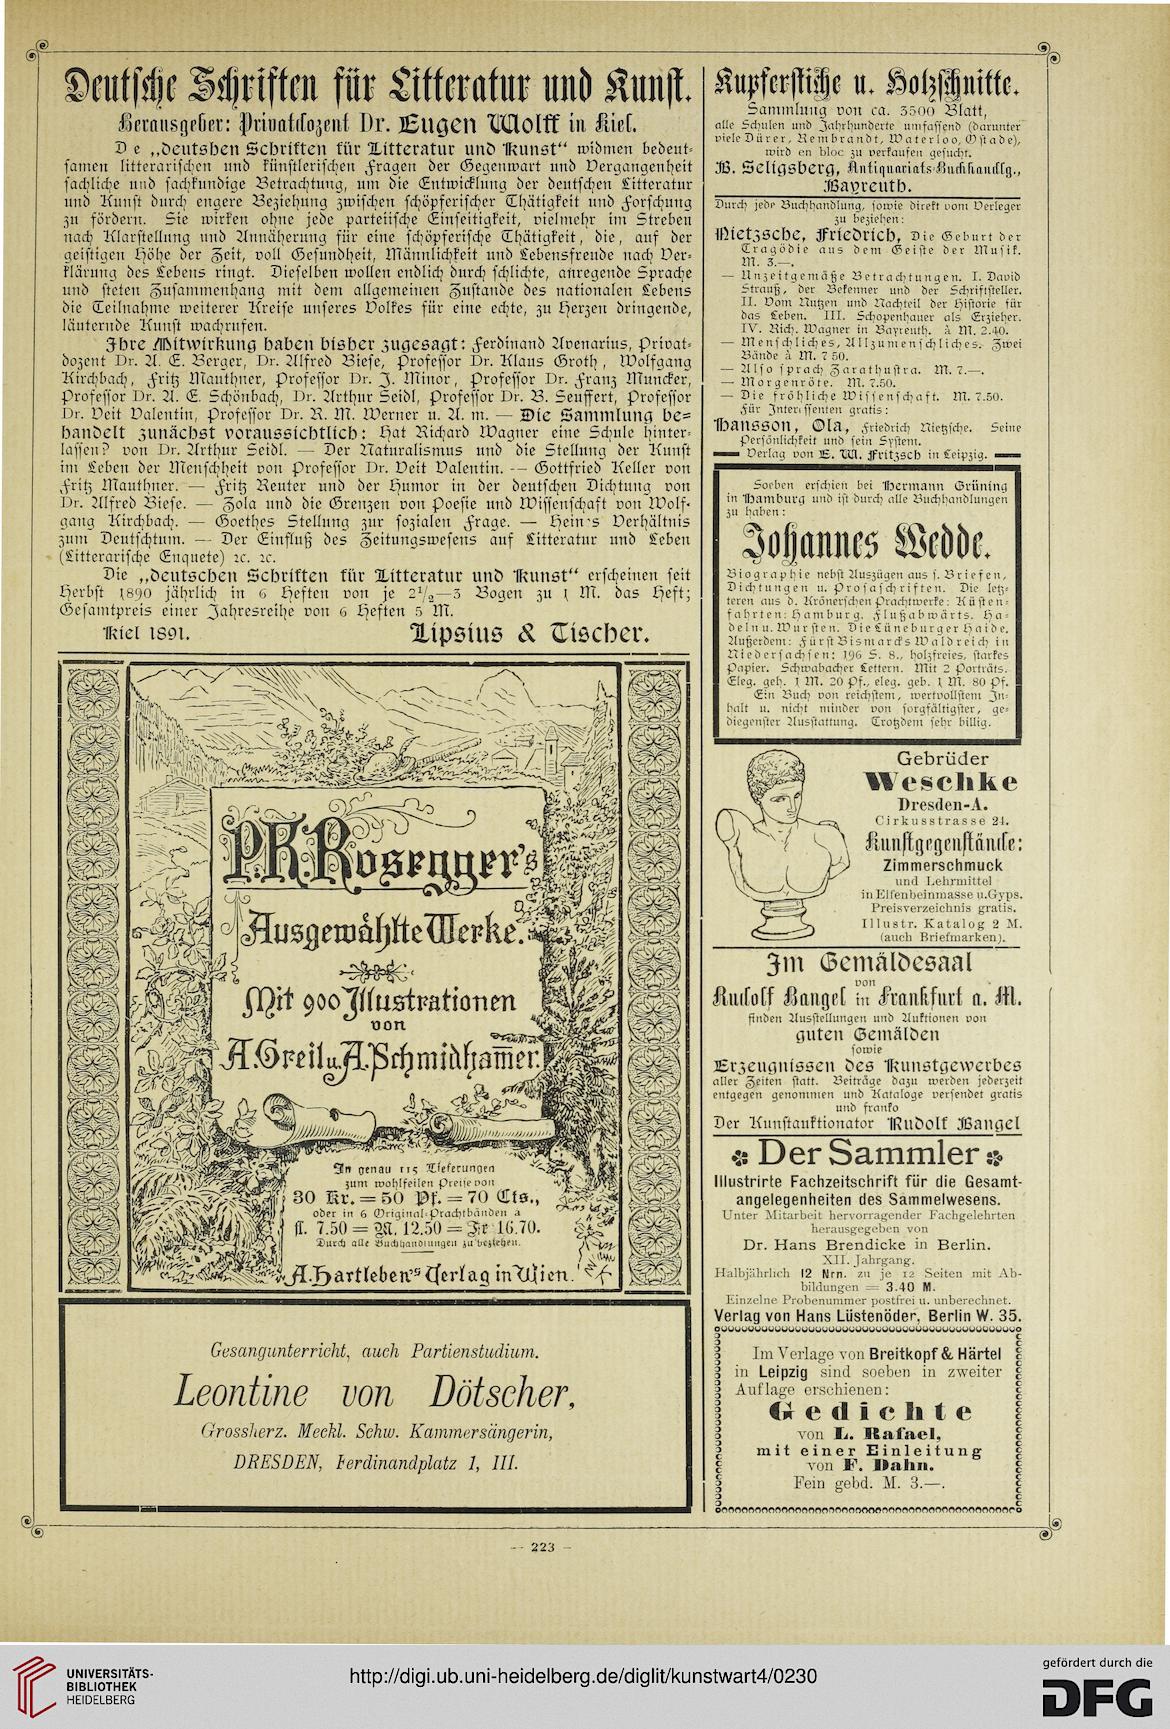 Deutsche Schriften für Litteratur und Kunst.
Herausgeber: Privatdozent Dr. Eugen Wolff in Kiel.
D e „deutshen Schriften für Litteratur und Kunst“ widmen bedeut-
samen litterarischen und künstlerischen Fragen der Gegenwart und Vergangenheit
sachliche und sachkundige Betrachtung, um die Entwicklung der deutschen Litteratur
und Kunst durch engere Beziehung zwischen schöpferischer Thätigkeit und Forschung
zu fördern. Sie wirken ohne jede parteiische Einseitigkeit, vielmehr im Streben
nach Klarstellung und Annäherung für eine schöpferische Thätigkeit, die, auf der
geistigen Höhe der Zeit, voll Gesundheit, Männlichkeit und Lebensfreude nach Ver-
klärung des Lebens ringt. Dieselben wollen endlich durch schlichte, anregende Sprache
und steten Zusammenhang mit dem allgemeinen Zustande des nationalen Lebens
die Teilnahme weiterer Kreise unseres Volkes für eine echte, zu Herzen dringende,
läuternde Kunst wachrufen.
Ihre Mitwirkung haben bisher zugesagt: Ferdinand Avenarius, Privat-
dozent Dr. A. E. Berger, Dr. Alfred Biese, Professor Dr. Klaus Groth, Wolfgang
Kirchbach, Fritz Mauthner, Professor Dr. J. Minor, Professor Dr. Franz Muncker,
Professor Dr. A. E. Schönbach, Dr. Arthur Seidl, Professor Dr. B. Seuffert, Professor
Dr. Veit Valentin, Professor Dr. R. M. Werner u. A. m. — Die Sammlung be-
handelt zunächst voraussichtlich: Hat Richard Wagner eine Schule hinter-
lassen? von Dr. Arthur Seidl. — Der Naturalismus und die Stellung der Kunst
im Leben der Menschheit von Professor Dr. Veit Valentin. -- Gottfried Keller von
Fritz Mauthner. — Fritz Reuter und der Humor in der deutschen Dichtung von
Dr. Alfred Biese. — Zola und die Grenzen von Poesie und Wissenschaft von Wolf-
gang Kirchbach. — Goethes Stellung zur sozialen Frage. — Hein's Verhältnis
zum Deutschtum. — Der Einfluß des Zeitungswesens auf Litteratur und Leben
(Litterarische Enquete) ꝛc. ꝛc.
Die „deutschen Schriften für Litteratur und Kunst“ erscheinen seit
Herbst 1890 jährlich in 6 Heften von je 2½—3 Bogen zu 1 M. das Heft;
Gesamtpreis einer Jahresreihe von 6 Heften 5 M.
Kiel 1891. Lipsius & Tischer.
P. K. Rosegger's
Ausgewählte Werke.
Mit 900 Illustrationen
von
A. Greil u. A. Schmidham̅er.
In genau 115 Lieferungen
zum wohlfeilen Preise von
30 Kr. = 50 Pf. = 70 Cts.,
oder in 6 Original-Prachtbänden à
fl. 7.50 = M. 12.50 = Fr 16.70.
Durch alle Buchhandlungen zu beziehen.
A. Hartleben's Verlag in Wien.
Gesangunterricht, auch Partienstudium.
Leontine von Dötscher,
Grossherz. Meckl. Schw. Kammersängerin,
DRESDEN, Ferdinandplatz 1, III.
Kupferstiche u. Holzschnitte.
Sammlung von ca. 3500 Blatt,
alle Schulen und Jahrhunderte umfassend (darunter
viele Dürer, Rembrandt, Waterloo, Ostade),
wird en bloc zu verkaufen gesucht.
B. Seligsberg, Antiquariats-Buchhandlg.,
Bayreuth.
Durch jede Buchhandlung, sowie direkt vom Verleger
zu beziehen:
Nietzsche, Friedrich, Die Geburt der
Tragödie aus dem Geiste der Musik.
M. 3.—.
— Unzeitgemäße Betrachtungen. I. David
Strauß, der Bekenner und der Schriftsteller.
II. Vom Nutzen und Nachteil der Historie für
das Leben. III. Schopenhauer als Erzieher.
IV. Rich. Wagner in Bayreuth. à M. 2.40.
— Menschliches, Allzumenschliches. Zwei
Bände à M. 7 50.
— Also sprach Zarathustra. M. 7.—.
— Morgenröte. M. 7.50.
— Die fröhliche Wissenschaft. M. 7.50.
Für Interessenten gratis:
Hansson, Ola, Friedrich Nietzsche. Seine
Persönlichkeit und sein System.
Verlag von E. W. Fritzsch in Leipzig.
Soeben erschien bei Hermann Grüning
in Hamburg und ist durch alle Buchhandlungen
zu haben:
Johannes Wedde.
Biographie nebst Auszügen aus s. Briefen,
Dichtungen u. Prosaschriften. Die letz-
teren aus d. Krönerschen Prachtwerke: Küsten-
fahrten: Hamburg. Flußabwärts. Ha-
deln u. Wursten. Die Lüneburger Haide.
Außerdem: Fürst Bismarcks Waldreich in
Niedersachsen: 196 S. 8., holzfreies, starkes
Papier. Schwabacher Lettern. Mit 2 Porträts.
Eleg. geh. 1 M. 20 Pf., eleg. geb. 1 M. 80 Pf.
Ein Buch von reichstem, wertvollstem In-
halt u. nicht minder von sorgfältigster, ge-
diegenster Ausstattung. Trotzdem sehr billig.
Gebrüder
Weschke
Dresden-A.
Cirkusstrasse 24.
Kunstgegenstände:
Zimmerschmuck
und Lehrmittel
in Elfenbeinmasse u. Gyps.
Preisverzeichnis gratis.
Illustr. Katalog 2 M.
(auch Briefmarken).
Im Gemäldesaal
von
Rudolf Bangel in Frankfurt a. M.
finden Ausstellungen und Auktionen von
guten Gemälden
sowie
Erzeugnissen des Kunstgewerbes
aller Zeiten statt. Beiträge dazu werden jederzeit
entgegen genommen und Kataloge versendet gratis
und franko
Der Kunstauktionator Rudolf Bangel
Der Sammler
Illustrirte Fachzeitschrift für die Gesamt-
angelegenheiten des Sammelwesens.
Unter Mitarbeit hervorragender Fachgelehrten
herausgegeben von
Dr. Hans Brendicke in Berlin.
XII. Jahrgang.
Halbjährlich 12 Nrn. zu je 12 Seiten mit Ab-
bildungen = 3.40 M.
Einzelne Probenummer postfrei u. unberechnet.
Verlag von Hans Lüstenöder, Berlin W. 35.
Im Verlage von Breitkopf & Härtel
in Leipzig sind soeben in zweiter
Auflage erschienen:
Gedichte
von L. Rafael,
mit einer Einleitung
von F. Dahn.
Fein gebd. M. 3.—.
— 223 —
UNIVERSITÄTS-
BIBLIOTHEK
HEIDELBERG
http://digi.ub.uni-heidelberg.de/diglit/kunstwart4/0230
gefördert durch die
DFG